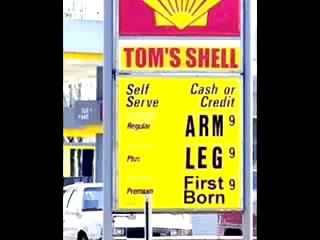 TOM'S SHELL
Self Serve
Cash or Credit
Regular ARM 9
Plus LEG 9
Premium First Born 9